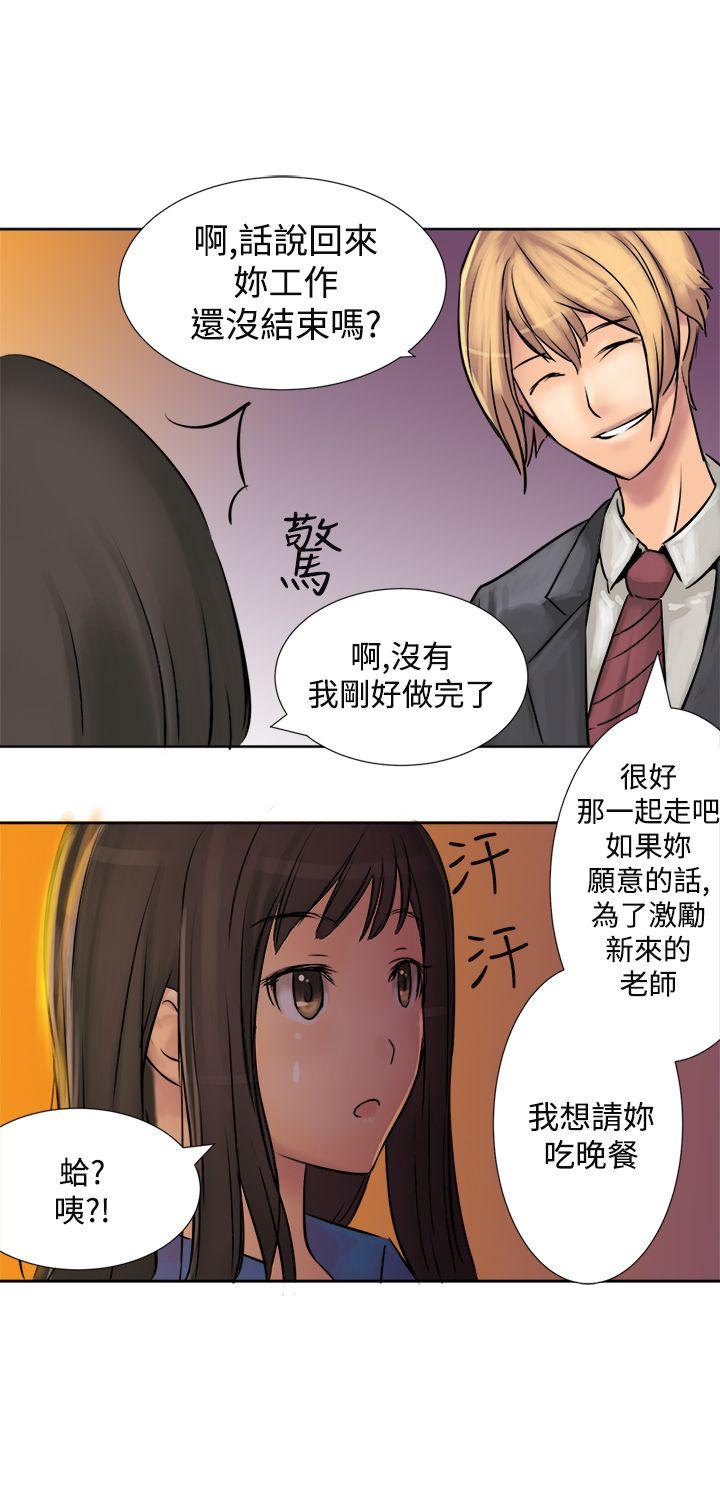 啊,話說回來
妳工作
還沒結束嗎?
驚
啊,沒有
我剛好做完了
很好
那一起走吧
如果妳
願意的話,
為了激勵
新來的
老師
汗
汗
我想請妳
吃晚餐
蛤?
咦?!